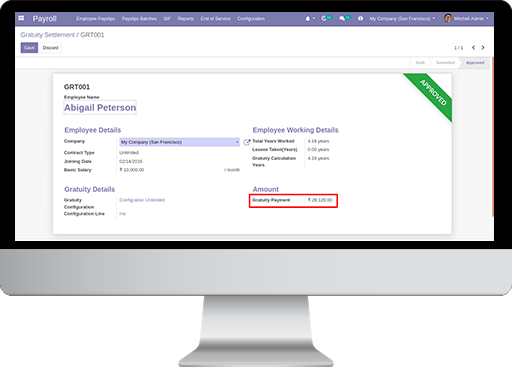 Payroll Employee Payslips Payslips Batches SIF Reports End of Service Configuration My Company (San Francisco) Mitchell Admin
Gratuity Settlement / GRT001
Save Discard 1 / 1
Draft Submitted Approved
APPROVED
GRT001
Employee Name
Abigail Peterson
Employee Details Employee Working Details
Company My Company (San Francisco) Total Years Worked 4.16 years
Contract Type Unlimited Leaves Taken(Years) 0.00 years
Joining Date 02/24/2016 Gratuity Calculation Years 4.16 years
Basic Salary ₹ 10,000.00 / month
Gratuity Details Amount
Gratuity Configuration Configration Unlimited Gratuity Payment ₹ 29,120.00
Configuration Line